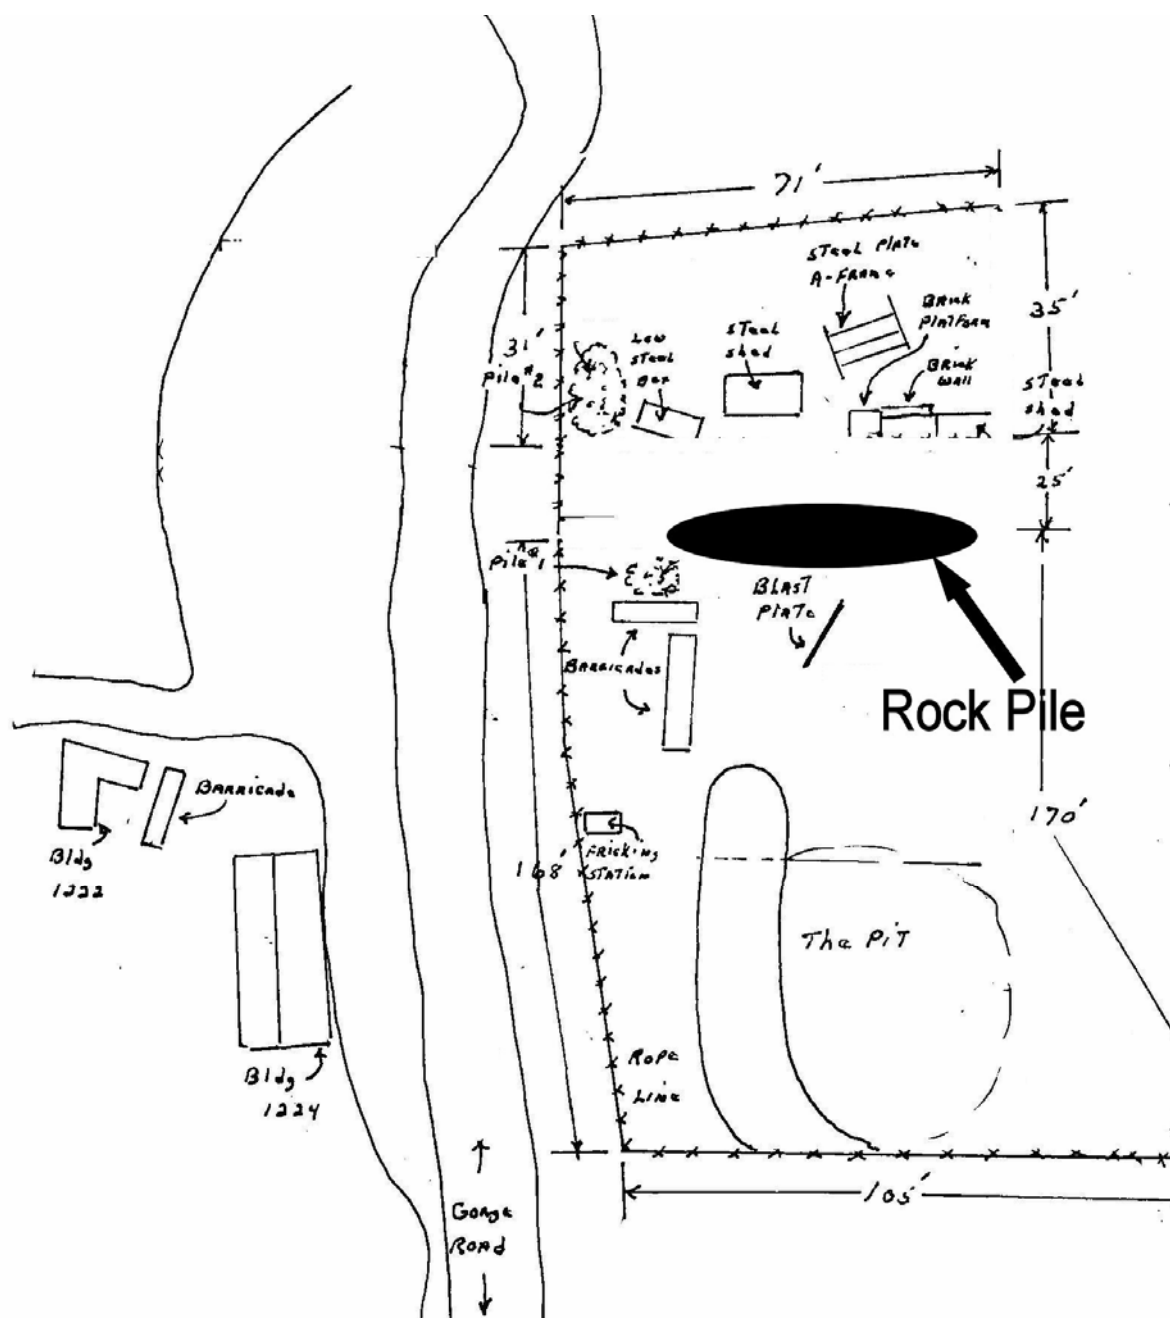 71'
STeel PlATe
A-FRAme
35'
BRick
PlATForm
31'
Low
STeel
Box
STeel
Shed
BRick
WAll
STeel
Shed
Pile #2
25'
Pile #1
BLAST
PlATe
BARRicAdes
Rock Pile
BARRicAde
170'
Bldg
1222
FRicking
STATioN
168'
The PiT
Bldg
1224
Rope
Line
105'
Gorge
ROAd